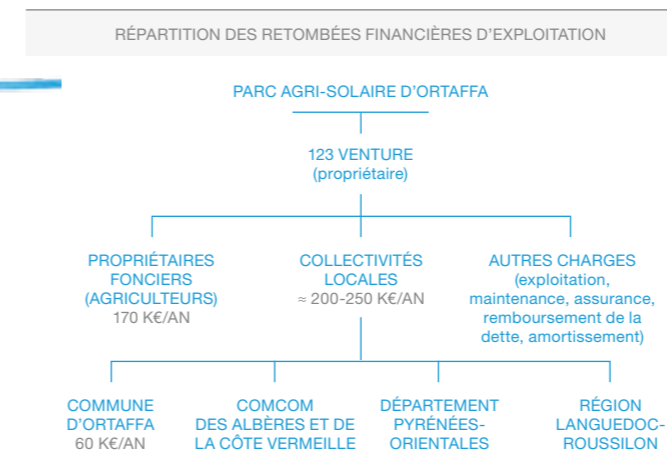 RÉPARTITION DES RETOMBÉES FINANCIÈRES D'EXPLOITATION
PARC AGRI-SOLAIRE D'ORTAFFA
123 VENTURE
(propriétaire)
PROPRIÉTAIRES
FONCIERS
(AGRICULTEURS)
170 K€/AN
COLLECTIVITÉS
LOCALES
≈ 200-250 K€/AN
AUTRES CHARGES
(exploitation,
maintenance, assurance,
remboursement de la
dette, amortissement)
COMMUNE
D'ORTAFFA
60 K€/AN
COMCOM
DES ALBÈRES ET DE
LA CÔTE VERMEILLE
DÉPARTEMENT
PYRÉNÉES-
ORIENTALES
RÉGION
LANGUEDOC-
ROUSSILLON